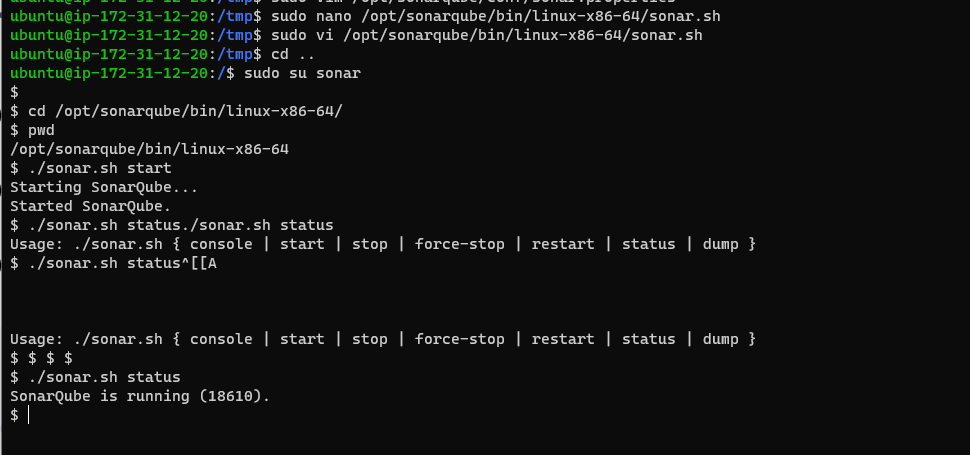 ubuntu@ip-172-31-12-20:/tmp$ sudo vim /opt/sonarqube/conf/sonar.properties
ubuntu@ip-172-31-12-20:/tmp$ sudo nano /opt/sonarqube/bin/linux-x86-64/sonar.sh
ubuntu@ip-172-31-12-20:/tmp$ sudo vi /opt/sonarqube/bin/linux-x86-64/sonar.sh
ubuntu@ip-172-31-12-20:/tmp$ cd ..
ubuntu@ip-172-31-12-20:/$ sudo su sonar
$
$ cd /opt/sonarqube/bin/linux-x86-64/
$ pwd
/opt/sonarqube/bin/linux-x86-64
$ ./sonar.sh start
Starting SonarQube...
Started SonarQube.
$ ./sonar.sh status./sonar.sh status
Usage: ./sonar.sh { console | start | stop | force-stop | restart | status | dump }
$ ./sonar.sh status^[[A
Usage: ./sonar.sh { console | start | stop | force-stop | restart | status | dump }
$ $ $ $
$ ./sonar.sh status
SonarQube is running (18610).
$